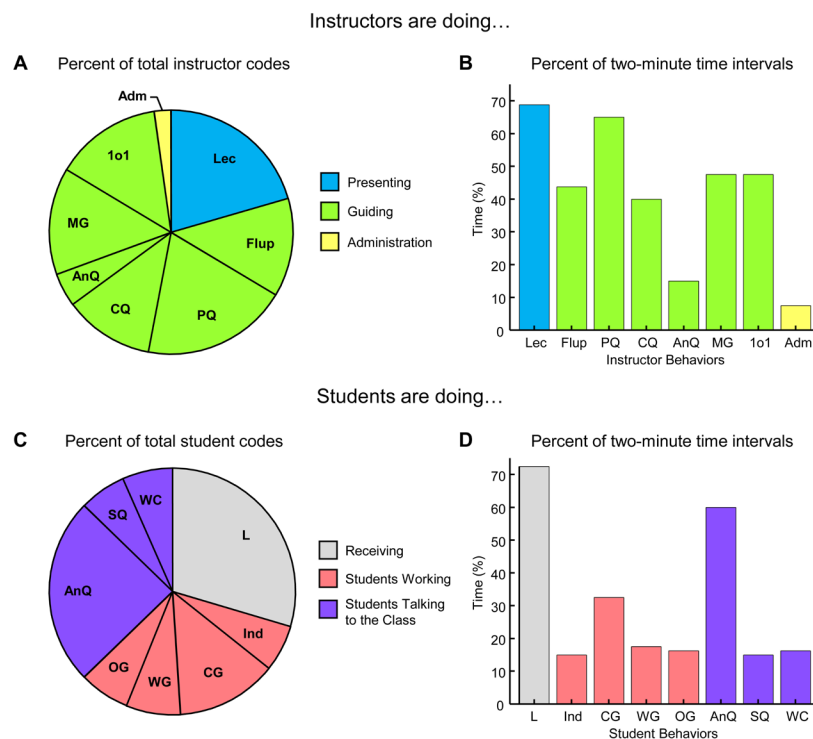 Instructors are doing…
A Percent of total instructor codes
Adm
Lec
1o1
MG
Flup
AnQ
CQ
PQ
Presenting
Guiding
Administration
B Percent of two-minute time intervals
Time (%)
70
60
50
40
30
20
10
0
Lec Flup PQ CQ AnQ MG 1o1 Adm
Instructor Behaviors
Students are doing…
C Percent of total student codes
WC
SQ
L
AnQ
Ind
OG
WG
CG
Receiving
Students Working
Students Talking
to the Class
D Percent of two-minute time intervals
Time (%)
70
60
50
40
30
20
10
0
L Ind CG WG OG AnQ SQ WC
Student Behaviors